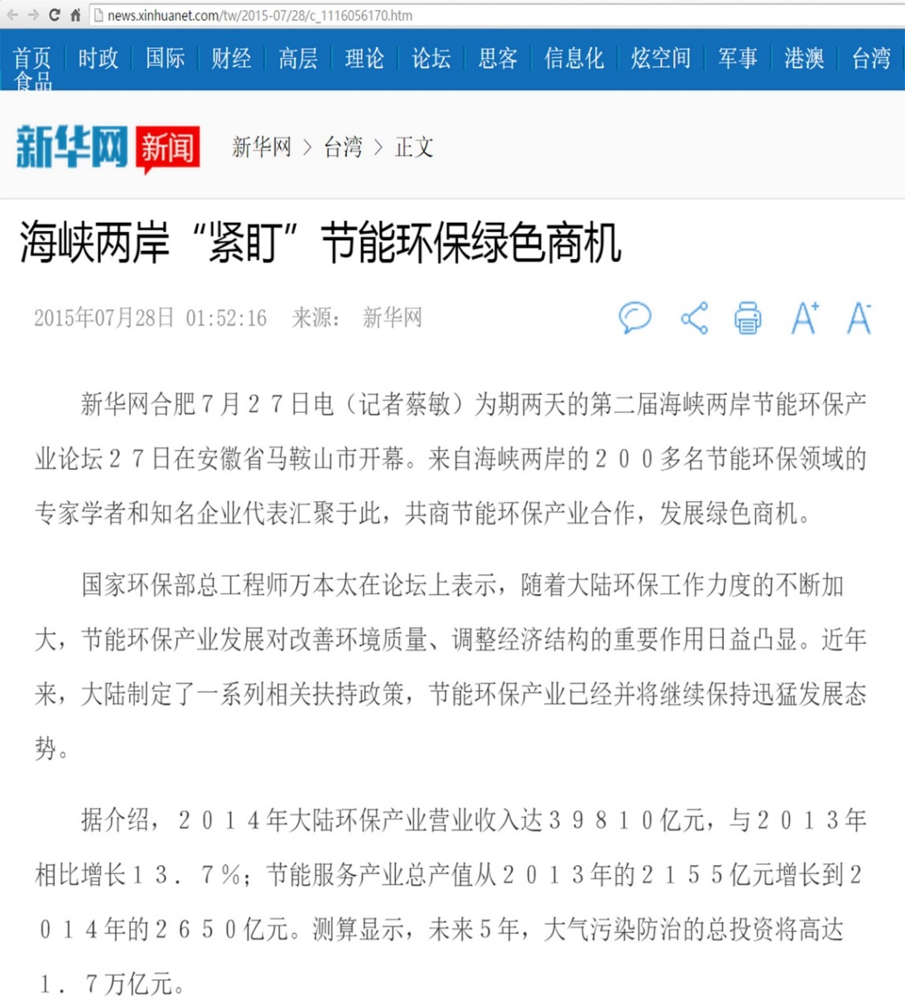 news.xinhuanet.com/tw/2015-07/28/c_1116056170.htm
首页 时政 国际 财经 高层 理论 论坛 思客 信息化 炫空间 军事 港澳 台湾
食品
新华网 新闻 新华网 > 台湾 > 正文
海峡两岸“紧盯”节能环保绿色商机
2015年07月28日 01:52:16 来源: 新华网
A+ A-
新华网合肥７月２７日电（记者蔡敏）为期两天的第二届海峡两岸节能环保产
业论坛２７日在安徽省马鞍山市开幕。来自海峡两岸的２００多名节能环保领域的
专家学者和知名企业代表汇聚于此，共商节能环保产业合作，发展绿色商机。
国家环保部总工程师万本太在论坛上表示，随着大陆环保工作力度的不断加
大，节能环保产业发展对改善环境质量、调整经济结构的重要作用日益凸显。近年
来，大陆制定了一系列相关扶持政策，节能环保产业已经并将继续保持迅猛发展态
势。
据介绍，２０１４年大陆环保产业营业收入达３９８１０亿元，与２０１３年
相比增长１３．７％；节能服务产业总产值从２０１３年的２１５５亿元增长到２
０１４年的２６５０亿元。测算显示，未来５年，大气污染防治的总投资将高达
１．７万亿元。